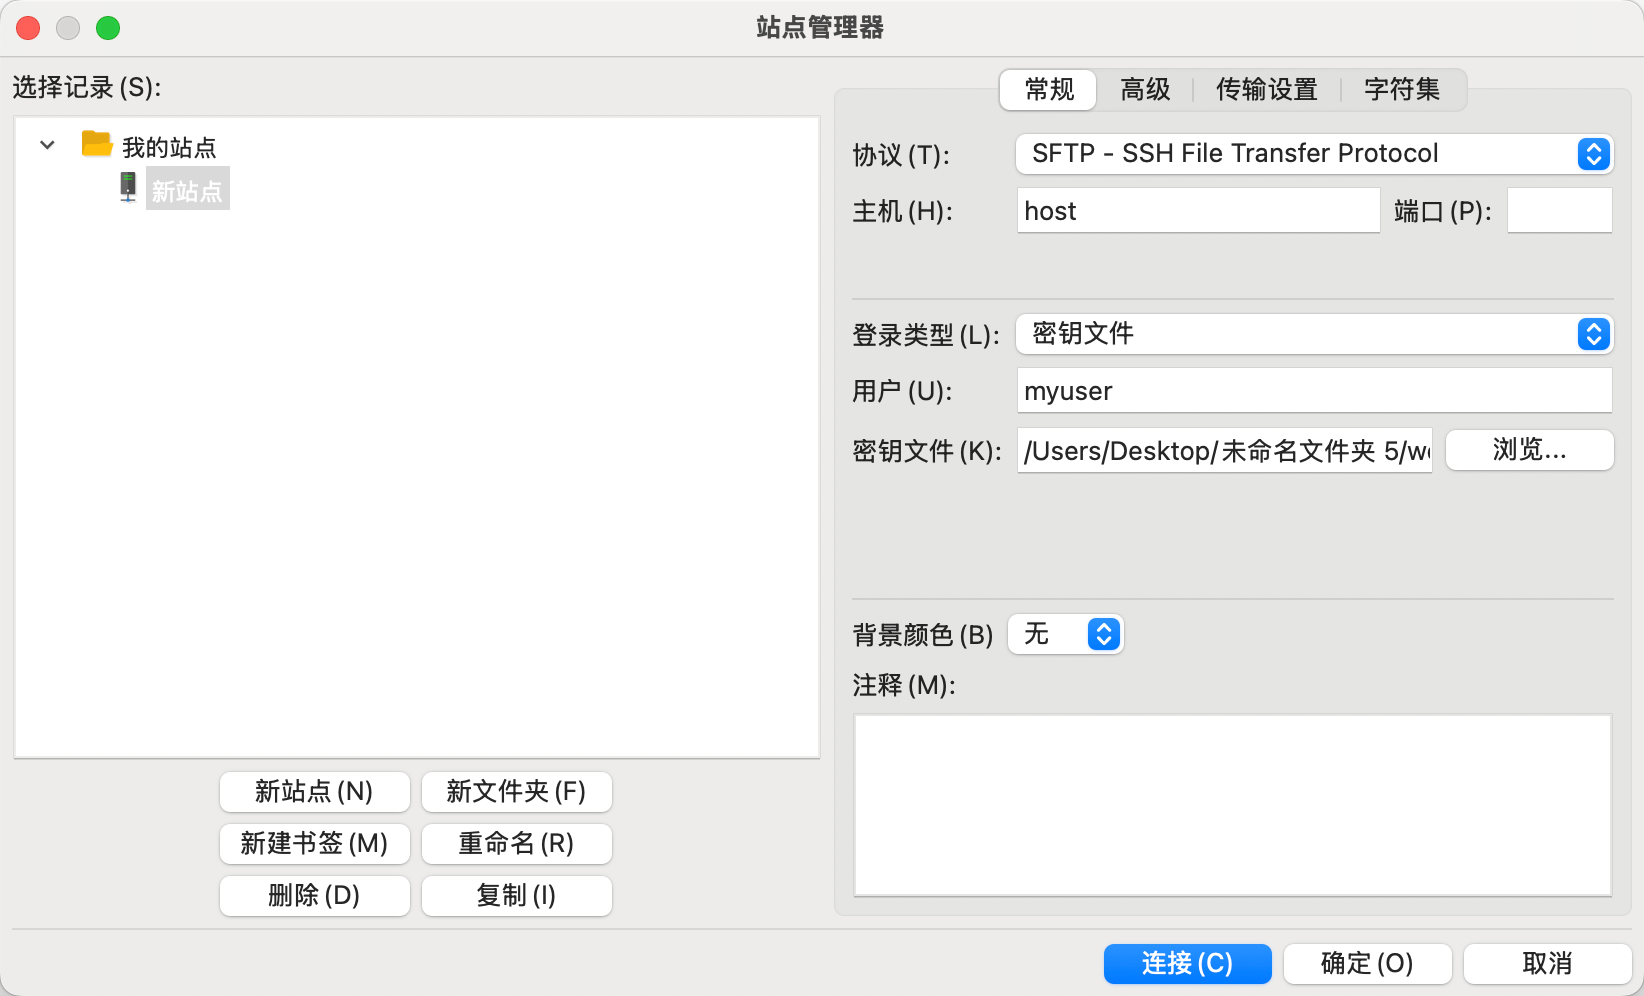 站点管理器
选择记录(S):
我的站点
新站点
新站点(N)
新文件夹(F)
新建书签(M)
重命名(R)
删除(D)
复制(I)
常规
高级
传输设置
字符集
协议(T):
SFTP - SSH File Transfer Protocol
主机(H):
host
端口(P):
登录类型(L):
密钥文件
用户(U):
myuser
密钥文件(K):
/Users/Desktop/未命名文件夹 5/w
浏览...
背景颜色(B)
无
注释(M):
连接(C)
确定(O)
取消